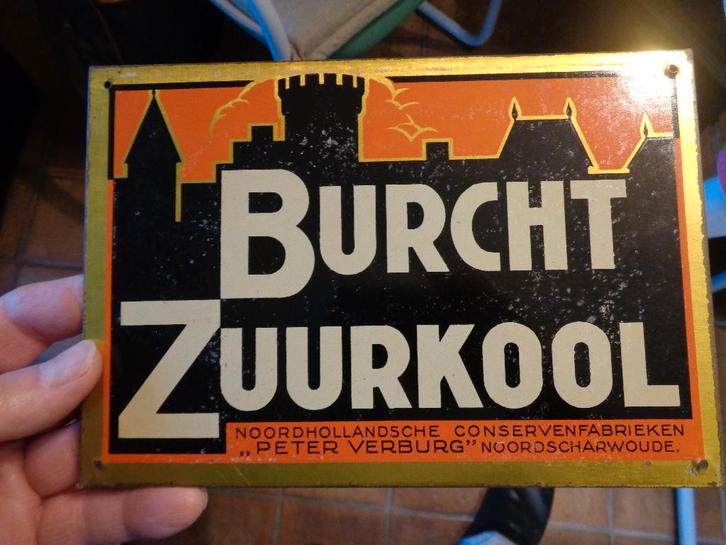 BURCHT
ZUURKOOL
NOORDHOLLANDSCHE CONSERVENFABRIEKEN
„PETER VERBURG” NOORDSCHARWOUDE.